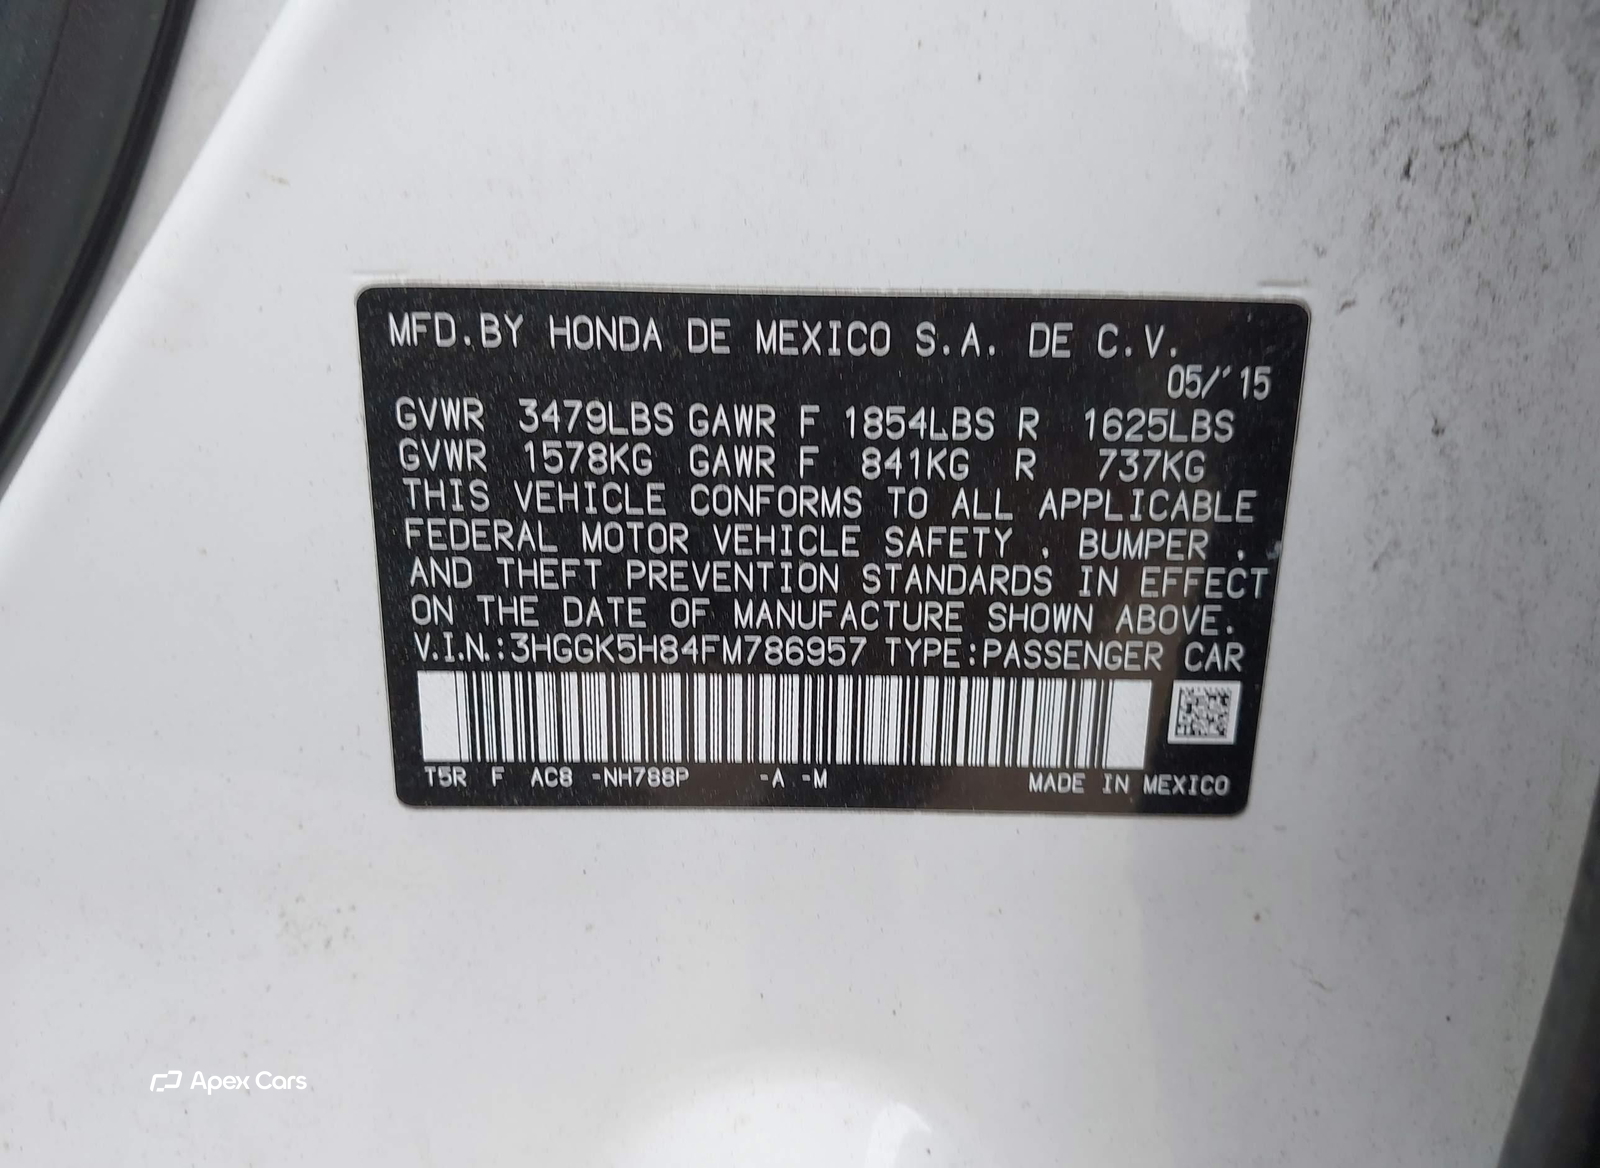 MFD.BY HONDA DE MEXICO S.A. DE C.V.
05/'15
GVWR 3479LBS GAWR F 1854LBS R 1625LBS
GVWR 1578KG GAWR F 841KG R 737KG
THIS VEHICLE CONFORMS TO ALL APPLICABLE
FEDERAL MOTOR VEHICLE SAFETY , BUMPER ,
AND THEFT PREVENTION STANDARDS IN EFFECT
ON THE DATE OF MANUFACTURE SHOWN ABOVE.
V.I.N.:3HGGK5H84FM786957 TYPE:PASSENGER CAR
T5R F AC8 -NH788P -A -M MADE IN MEXICO
Apex Cars